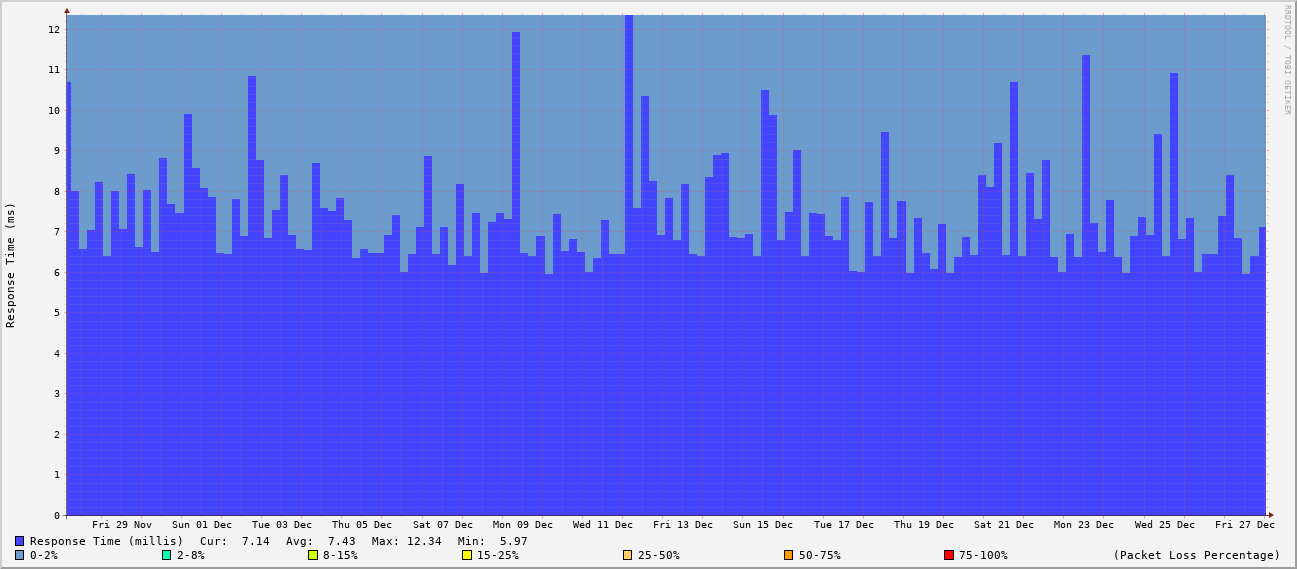 RRDTOOL / TOBI OETIKER
Response Time (ms)
12
11
10
9
8
7
6
5
4
3
2
1
0
Fri 29 Nov Sun 01 Dec Tue 03 Dec Thu 05 Dec Sat 07 Dec Mon 09 Dec Wed 11 Dec Fri 13 Dec Sun 15 Dec Tue 17 Dec Thu 19 Dec Sat 21 Dec Mon 23 Dec Wed 25 Dec Fri 27 Dec
Response Time (millis) Cur: 7.14 Avg: 7.43 Max: 12.34 Min: 5.97
0-2% 2-8% 8-15% 15-25% 25-50% 50-75% 75-100% (Packet Loss Percentage)